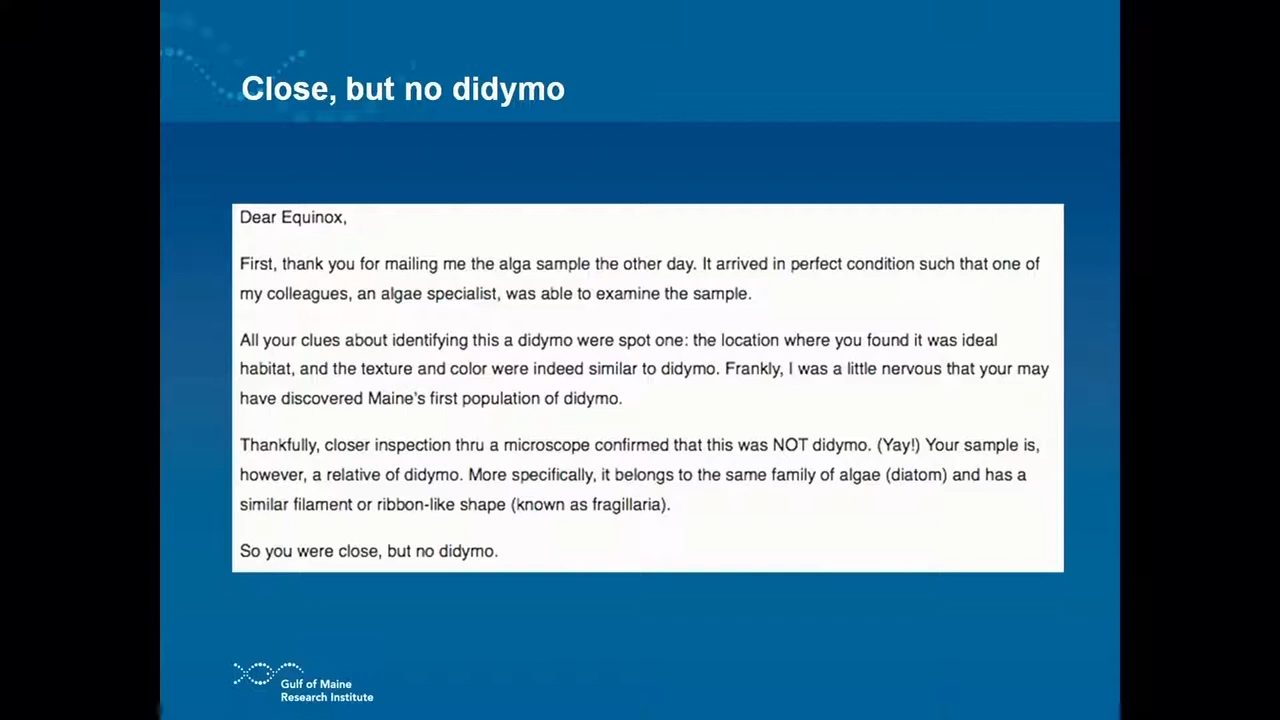 Close, but no didymo
Dear Equinox,
First, thank you for mailing me the alga sample the other day. It arrived in perfect condition such that one of
my colleagues, an algae specialist, was able to examine the sample.
All your clues about identifying this a didymo were spot one: the location where you found it was ideal
habitat, and the texture and color were indeed similar to didymo. Frankly, I was a little nervous that your may
have discovered Maine's first population of didymo.
Thankfully, closer inspection thru a microscope confirmed that this was NOT didymo. (Yay!) Your sample is,
however, a relative of didymo. More specifically, it belongs to the same family of algae (diatom) and has a
similar filament or ribbon-like shape (known as fragillaria).
So you were close, but no didymo.
Gulf of Maine
Research Institute